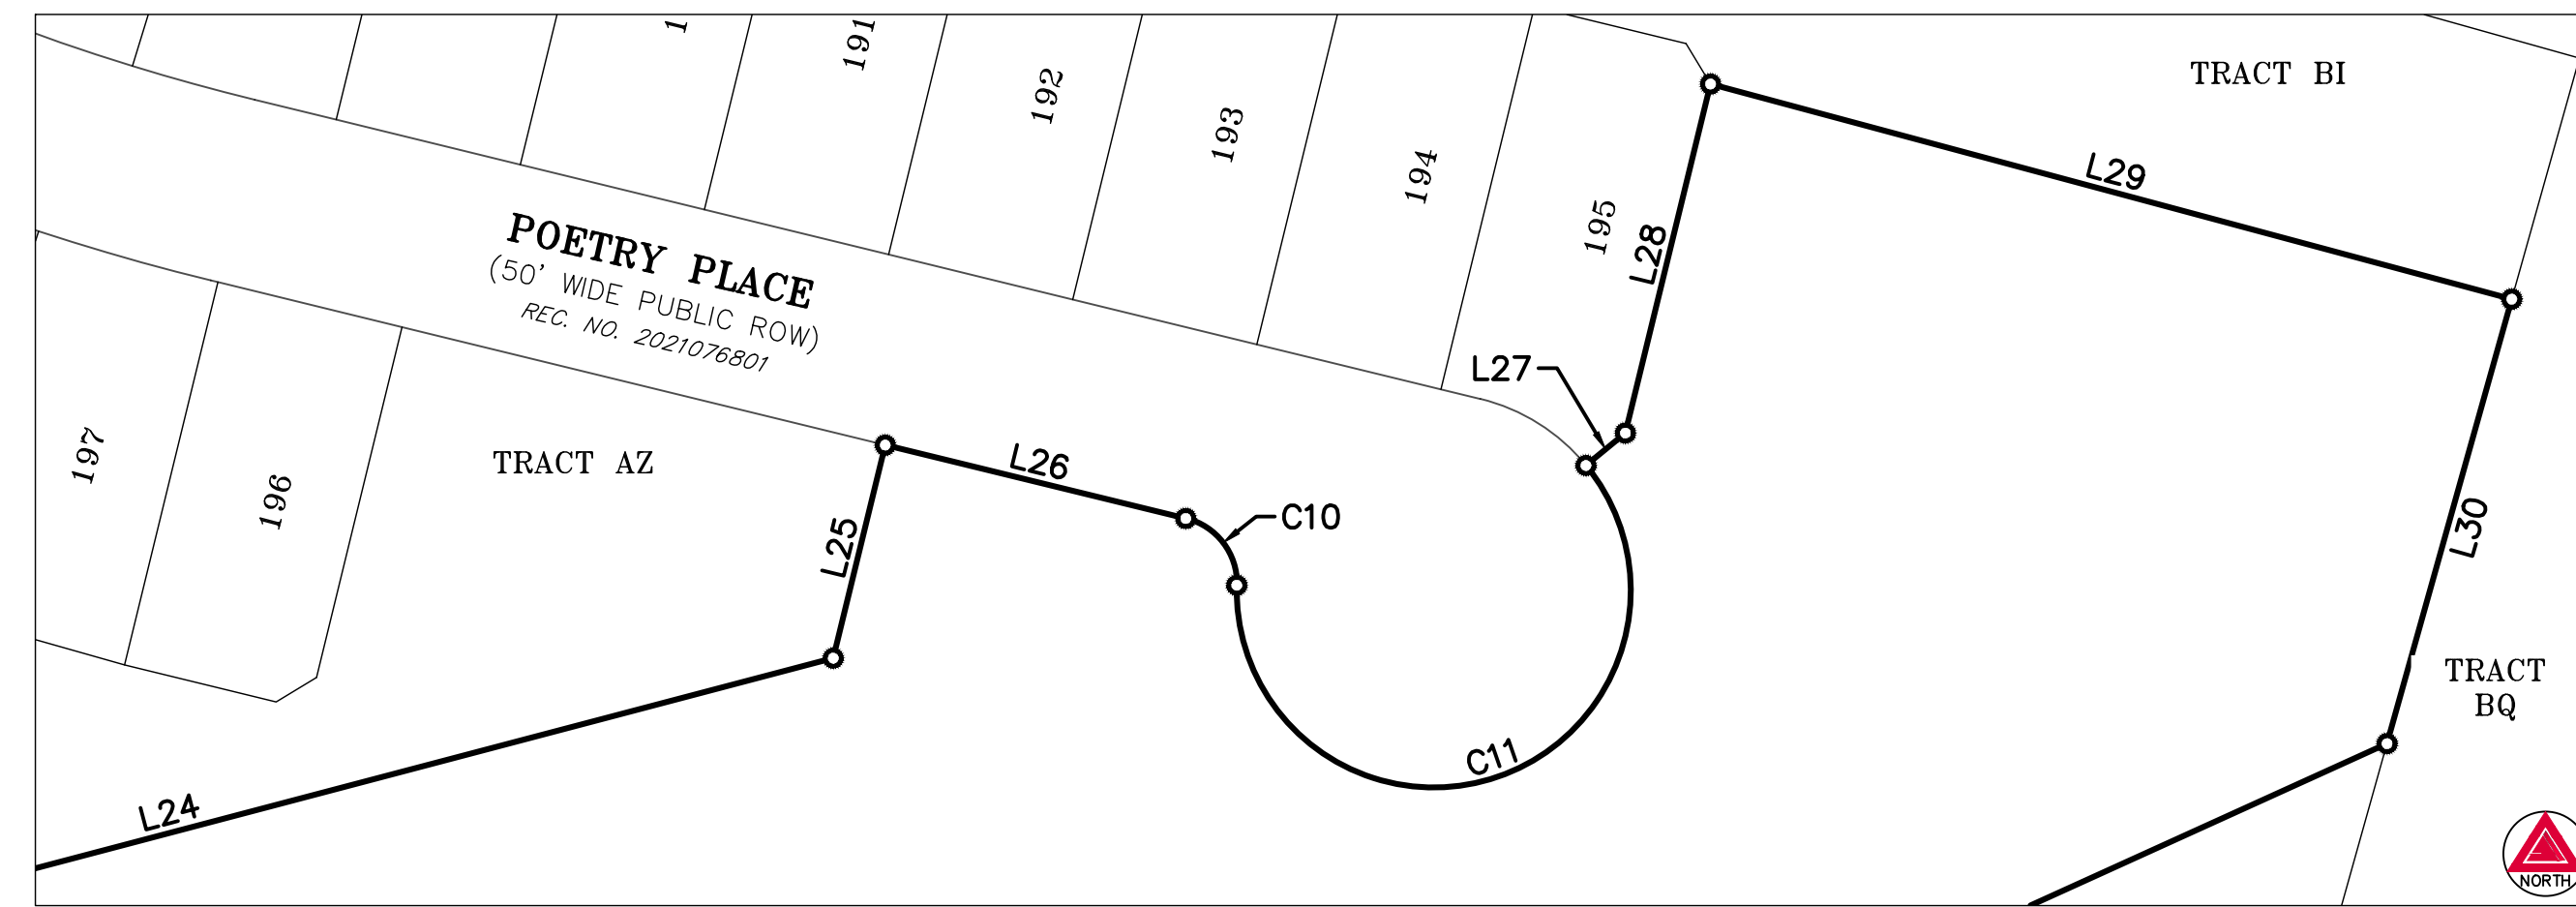 191
192
193
194
195
TRACT BI
L29
L28
POETRY PLACE
(50' WIDE PUBLIC ROW)
REC. NO. 2021076801
L27
197
196
TRACT AZ
L26
C10
L25
L30
TRACT
BQ
C11
L24
NORTH